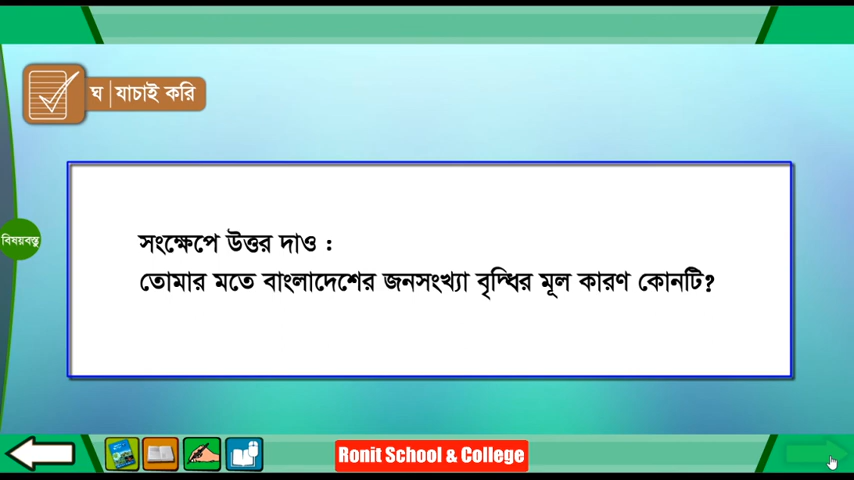 ঘ | যাচাই করি
সংক্ষেপে উত্তর দাও :
তোমার মতে বাংলাদেশের জনসংখ্যা বৃদ্ধির মূল কারণ কোনটি?
বিষয়বস্তু
Ronit School & College